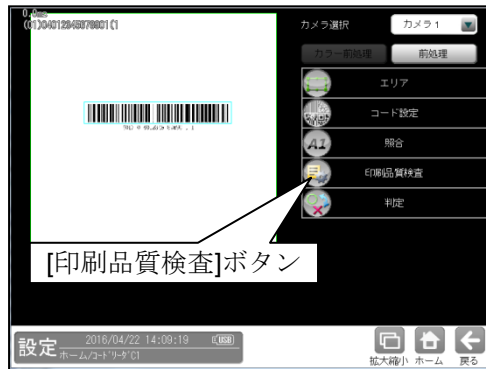 0.0ms
(01)04012345678901(1
カメラ選択
カメラ1
カラー前処理
前処理
エリア
コード設定
照合
印刷品質検査
判定
[印刷品質検査]ボタン
設定
2016/04/22 14:09:19
USB
ホーム/コードリーダC1
拡大縮小
ホーム
戻る